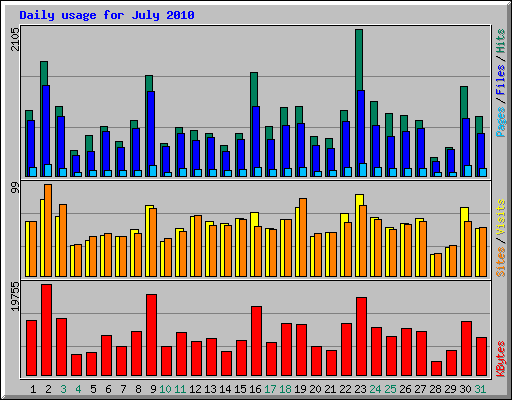 Daily usage for July 2010
2105
Pages / Files / Hits
99
Sites / Visits
19755
KBytes
1 2 3 4 5 6 7 8 9 10 11 12 13 14 15 16 17 18 19 20 21 22 23 24 25 26 27 28 29 30 31